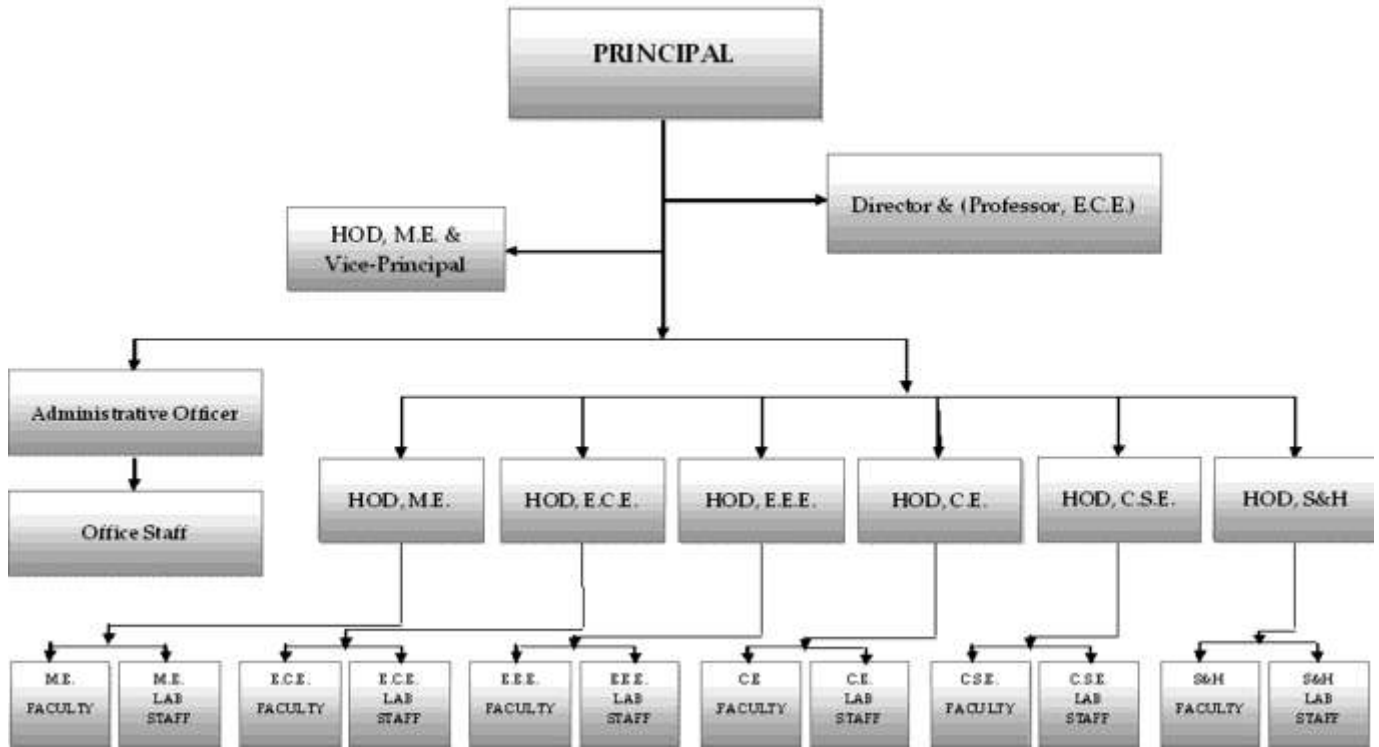 PRINCIPAL
Director & (Professor, E.C.E.)
HOD, M.E. &
Vice-Principal
Administrative Officer
Office Staff
HOD, M.E.
HOD, E.C.E.
HOD, E.E.E.
HOD, C.E.
HOD, C.S.E.
HOD, S&H
M.E.
FACULTY
M.E.
LAB
STAFF
E.C.E.
FACULTY
E.C.E.
LAB
STAFF
E.E.E.
FACULTY
E.E.E.
LAB
STAFF
C.E
FACULTY
C.E.
LAB
STAFF
C.S.E.
FACULTY
C.S.E.
LAB
STAFF
S&H
FACULTY
S&H
LAB
STAFF